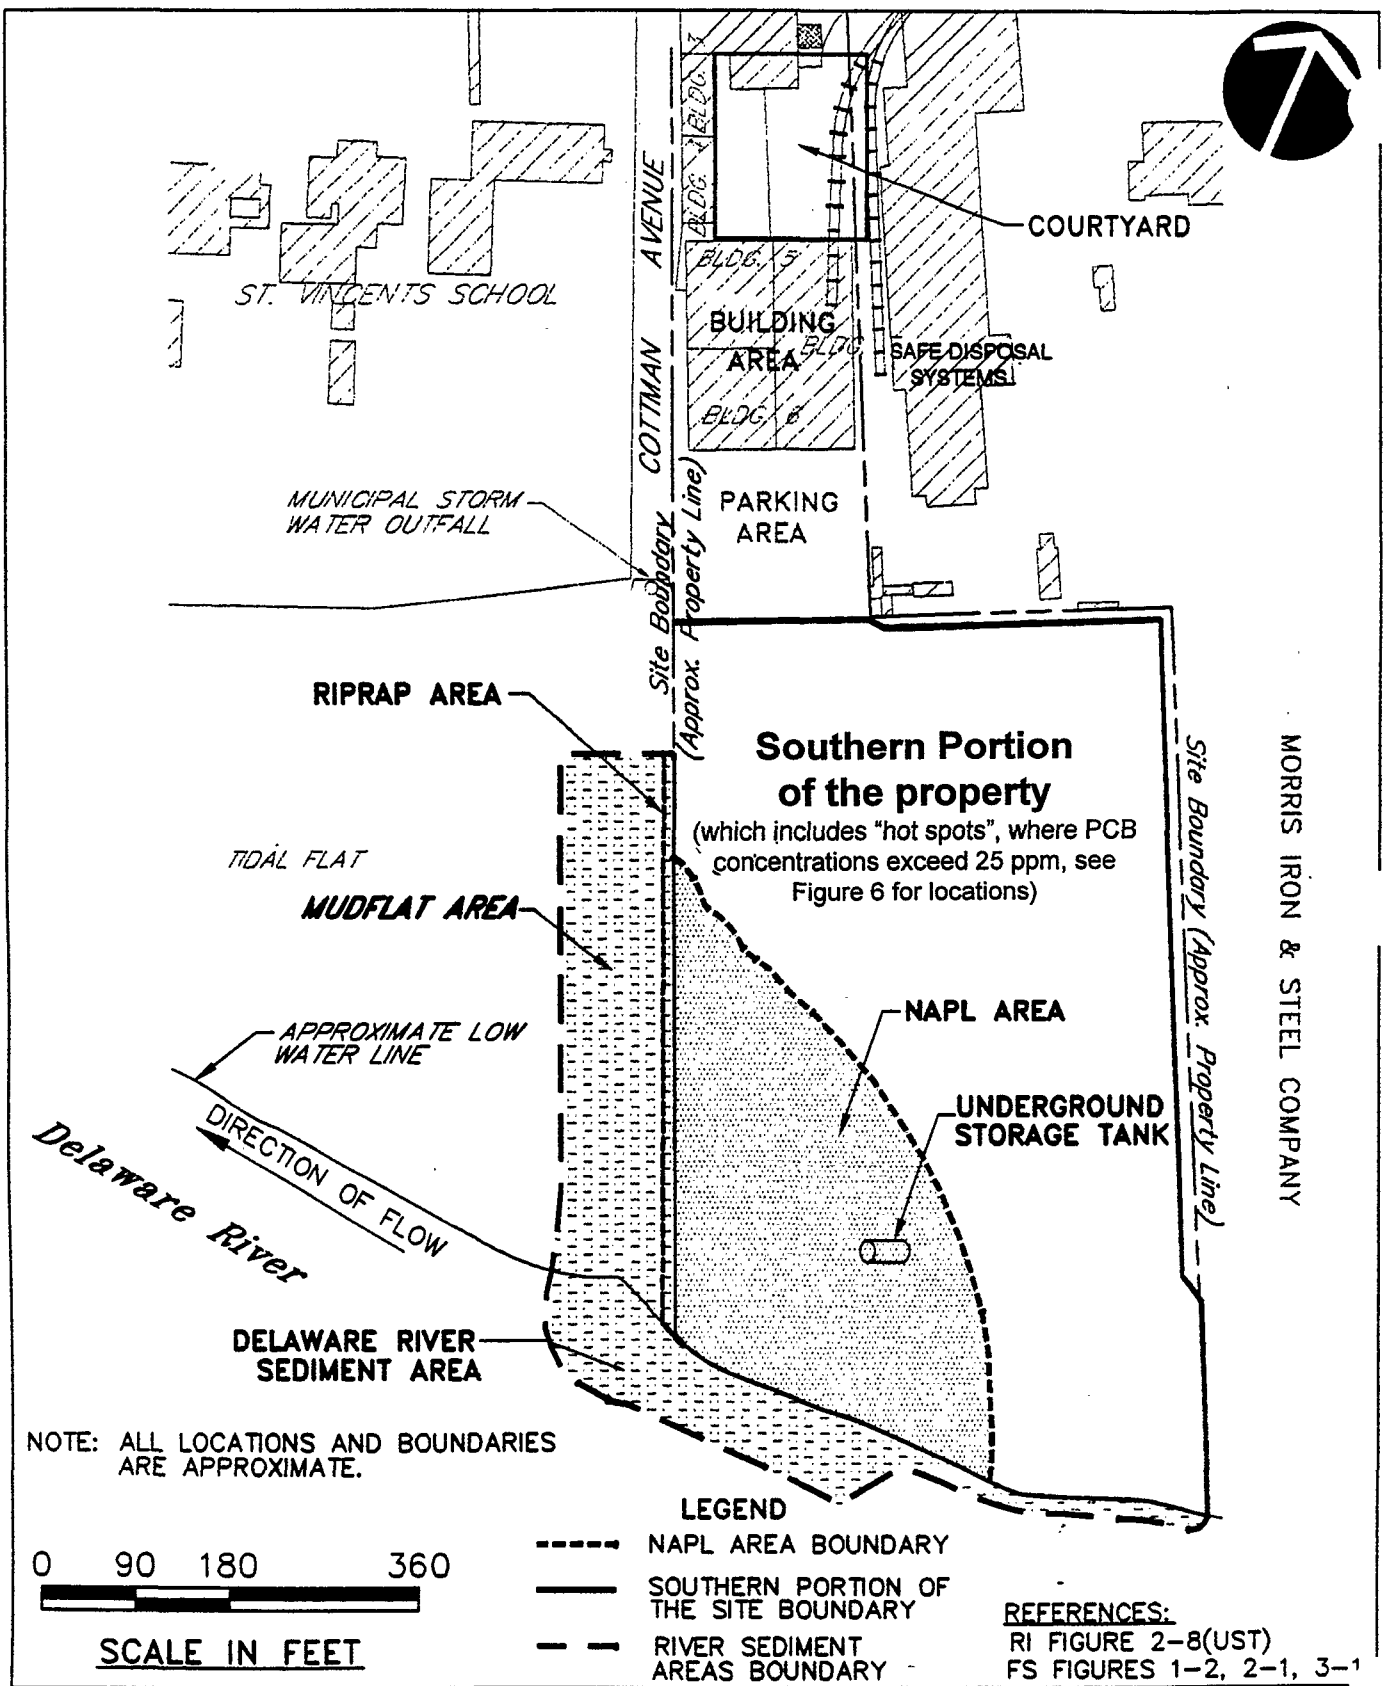 BLDG. 3
BLDG. 1
COURTYARD
AVENUE
COTTMAN
ST. VINCENTS SCHOOL
BLDG. 5
BUILDING
AREA
BLDG
SAFE DISPOSAL
SYSTEMS
BLDG. 6
MUNICIPAL STORM
WATER OUTFALL
PARKING
AREA
Site Boundary
(Approx. Property Line)
RIPRAP AREA
Southern Portion
of the property
(which includes "hot spots", where PCB
concentrations exceed 25 ppm, see
Figure 6 for locations)
Site Boundary (Approx. Property Line)
MORRIS IRON & STEEL COMPANY
TIDAL FLAT
MUDFLAT AREA
NAPL AREA
APPROXIMATE LOW
WATER LINE
UNDERGROUND
STORAGE TANK
DIRECTION OF FLOW
Delaware River
DELAWARE RIVER
SEDIMENT AREA
NOTE: ALL LOCATIONS AND BOUNDARIES
ARE APPROXIMATE.
LEGEND
NAPL AREA BOUNDARY
SOUTHERN PORTION OF
THE SITE BOUNDARY
RIVER SEDIMENT
AREAS BOUNDARY
0 90 180 360
SCALE IN FEET
REFERENCES:
RI FIGURE 2-8(UST)
FS FIGURES 1-2, 2-1, 3-1